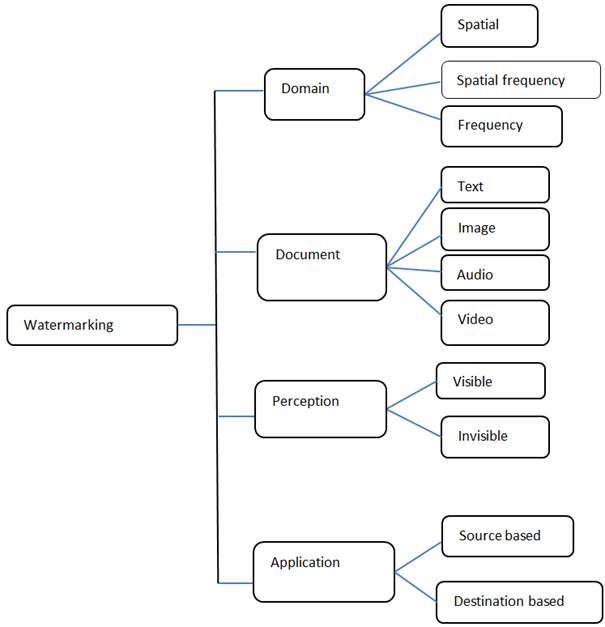 Spatial
Domain
Spatial frequency
Frequency
Text
Image
Document
Audio
Video
Watermarking
Visible
Perception
Invisible
Source based
Application
Destination based